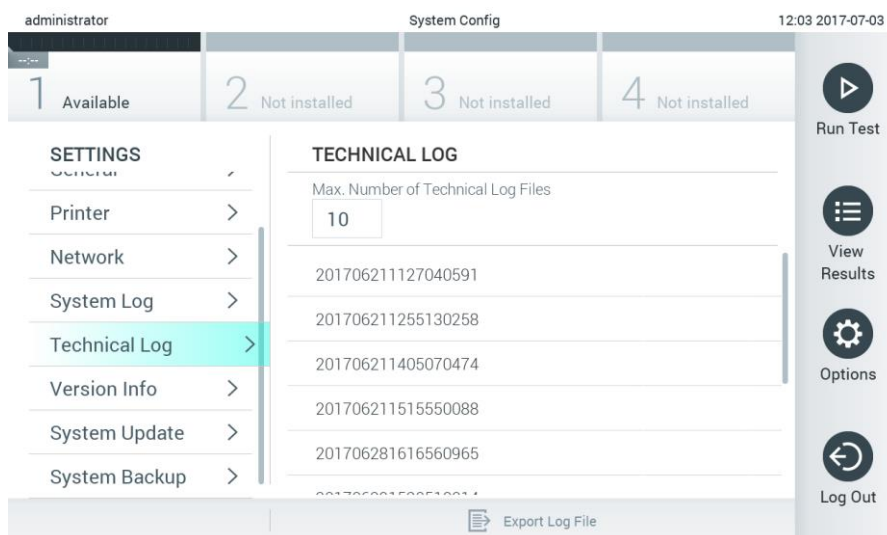 administrator
System Config
12:03 2017-07-03
--:--
1 Available
2 Not installed
3 Not installed
4 Not installed
Run Test
SETTINGS
General
Printer
Network
System Log
Technical Log
Version Info
System Update
System Backup
TECHNICAL LOG
Max. Number of Technical Log Files
10
201706211127040591
201706211255130258
201706211405070474
201706211515550088
201706281616560965
View
Results
Options
Log Out
Export Log File